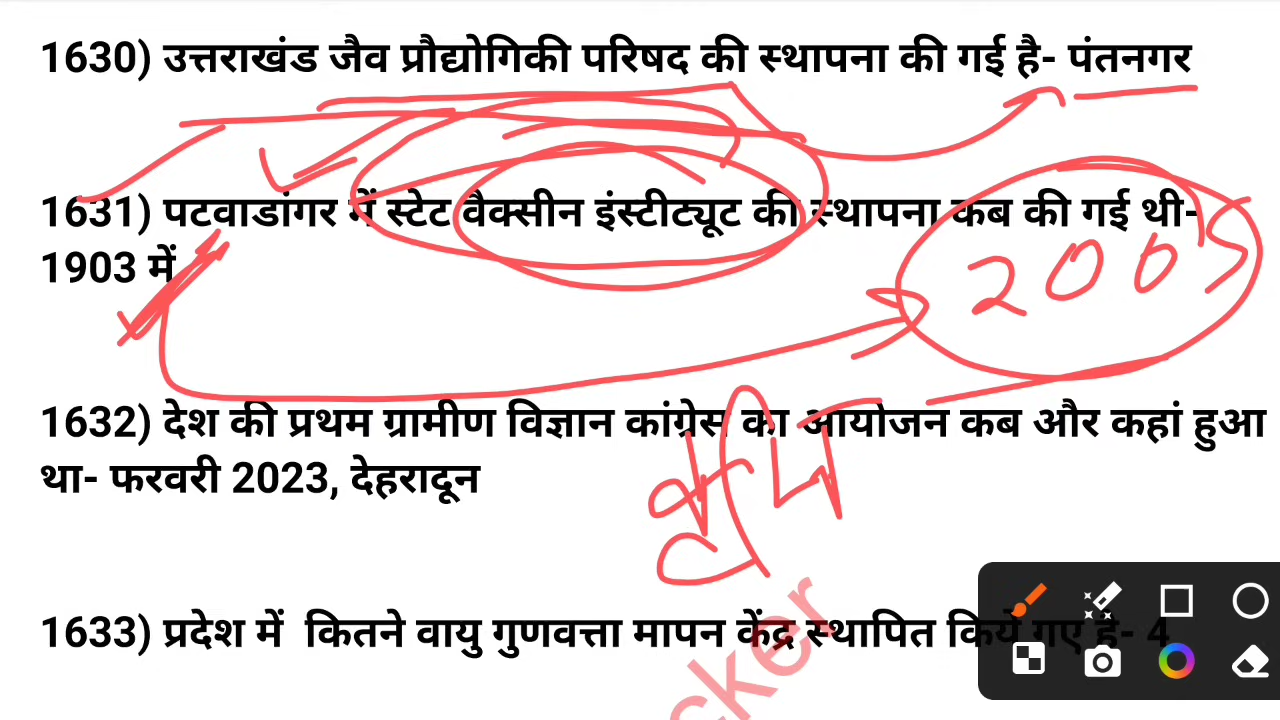 1630) उत्तराखंड जैव प्रौद्योगिकी परिषद की स्थापना की गई है- पंतनगर
1631) पटवाडांगर में स्टेट वैक्सीन इंस्टीट्यूट की स्थापना कब की गई थी-
1903 में
2005
1632) देश की प्रथम ग्रामीण विज्ञान कांग्रेस का आयोजन कब और कहां हुआ
था- फरवरी 2023, देहरादून
1633) प्रदेश में कितने वायु गुणवत्ता मापन केंद्र स्थापित किये गए है- 4